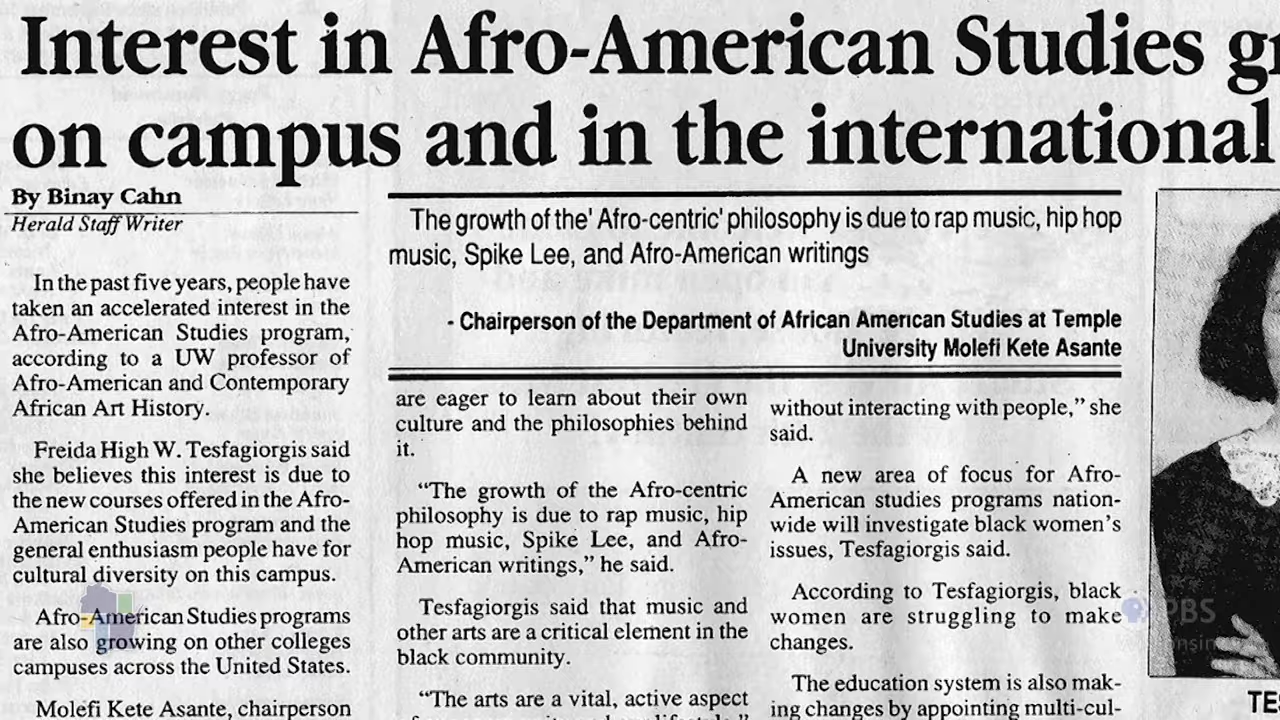 Interest in Afro-American Studies
on campus and in the international
By Binay Cahn
Herald Staff Writer
In the past five years, people have
taken an accelerated interest in the
Afro-American Studies program,
according to a UW professor of
Afro-American and Contemporary
African Art History.
Freida High W. Tesfagiorgis said
she believes this interest is due to
the new courses offered in the Afro-
American Studies program and the
general enthusiasm people have for
cultural diversity on this campus.
Afro-American Studies programs
are also growing on other colleges
campuses across the United States.
Molefi Kete Asante, chairperson
The growth of the' Afro-centric' philosophy is due to rap music, hip hop
music, Spike Lee, and Afro-American writings
- Chairperson of the Department of African American Studies at Temple
University Molefi Kete Asante
are eager to learn about their own
culture and the philosophies behind
it.
“The growth of the Afro-centric
philosophy is due to rap music, hip
hop music, Spike Lee, and Afro-
American writings,” he said.
Tesfagiorgis said that music and
other arts are a critical element in the
black community.
“The arts are a vital, active aspect
without interacting with people,” she
said.
A new area of focus for Afro-
American studies programs nation-
wide will investigate black women's
issues, Tesfagiorgis said.
According to Tesfagiorgis, black
women are struggling to make
changes.
The education system is also mak-
ing changes by appointing multi-cul-
PBS